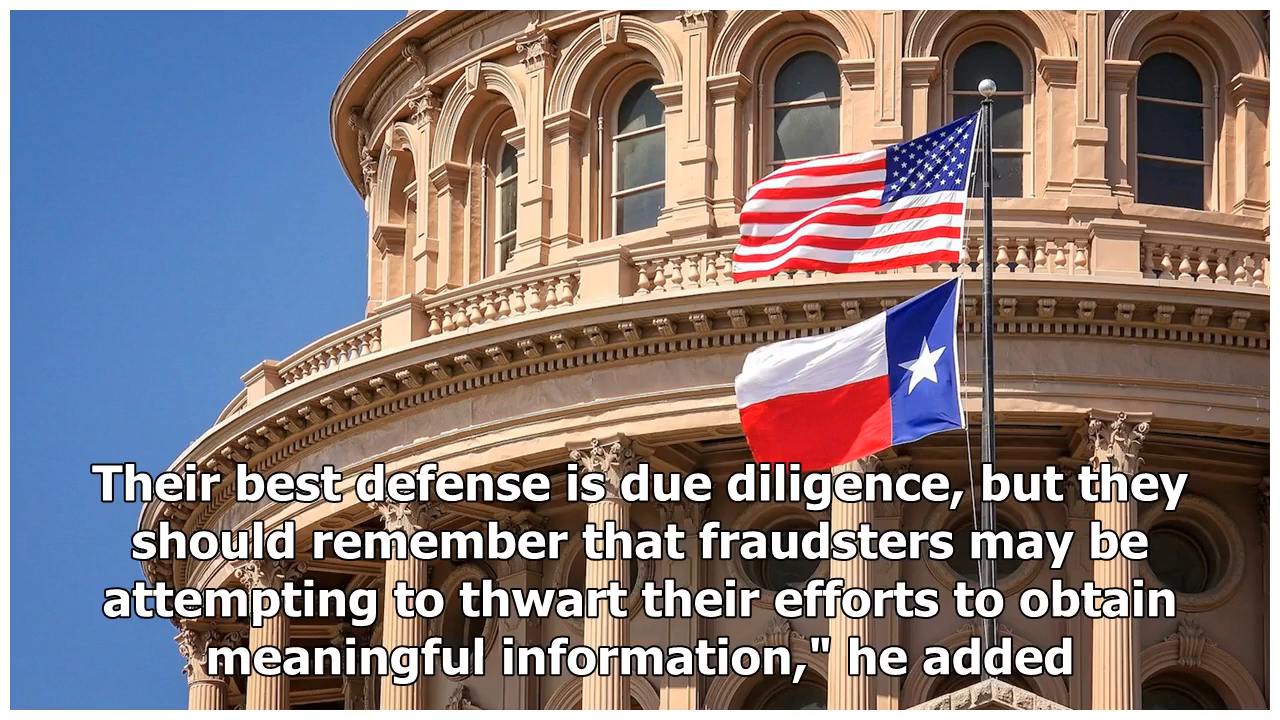 Their best defense is due diligence, but they
should remember that fraudsters may be
attempting to thwart their efforts to obtain
meaningful information," he added